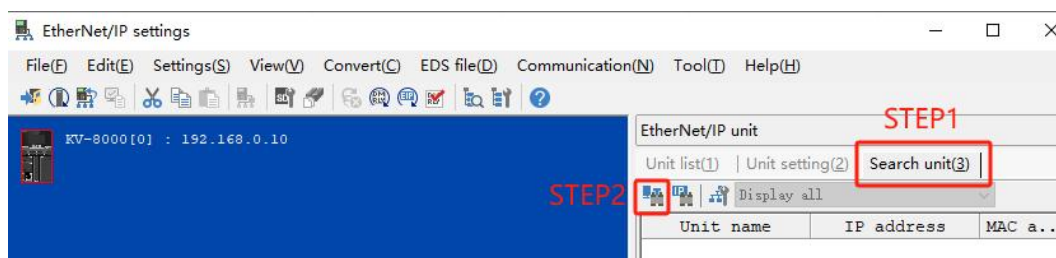 EtherNet/IP settings
File(F) Edit(E) Settings(S) View(V) Convert(C) EDS file(D) Communication(N) Tool(T) Help(H)
KV-8000[0] : 192.168.0.10
EtherNet/IP unit
STEP1
Unit list(1) Unit setting(2) Search unit(3)
STEP2
Display all
Unit name IP address MAC a..